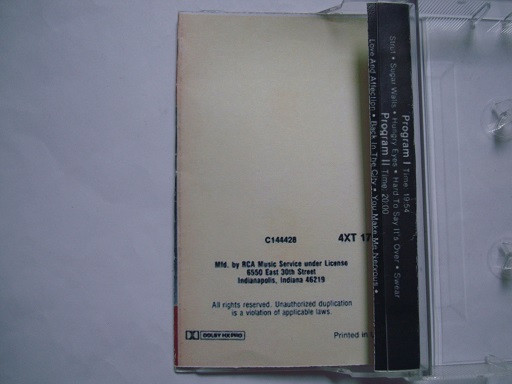 Program I Time: 19:54
Strut • Sugar Walls • Hungry Eyes • Hard To Say It's Over • Swear
Program II Time: 20:00
Love And Affection • Back In The City • You Make Me Nervous •
C144428
4XT 17
Mfd. by RCA Music Service under License
6550 East 30th Street
Indianapolis, Indiana 46219
All rights reserved. Unauthorized duplication
is a violation of applicable laws.
DOLBY HX PRO
Printed in